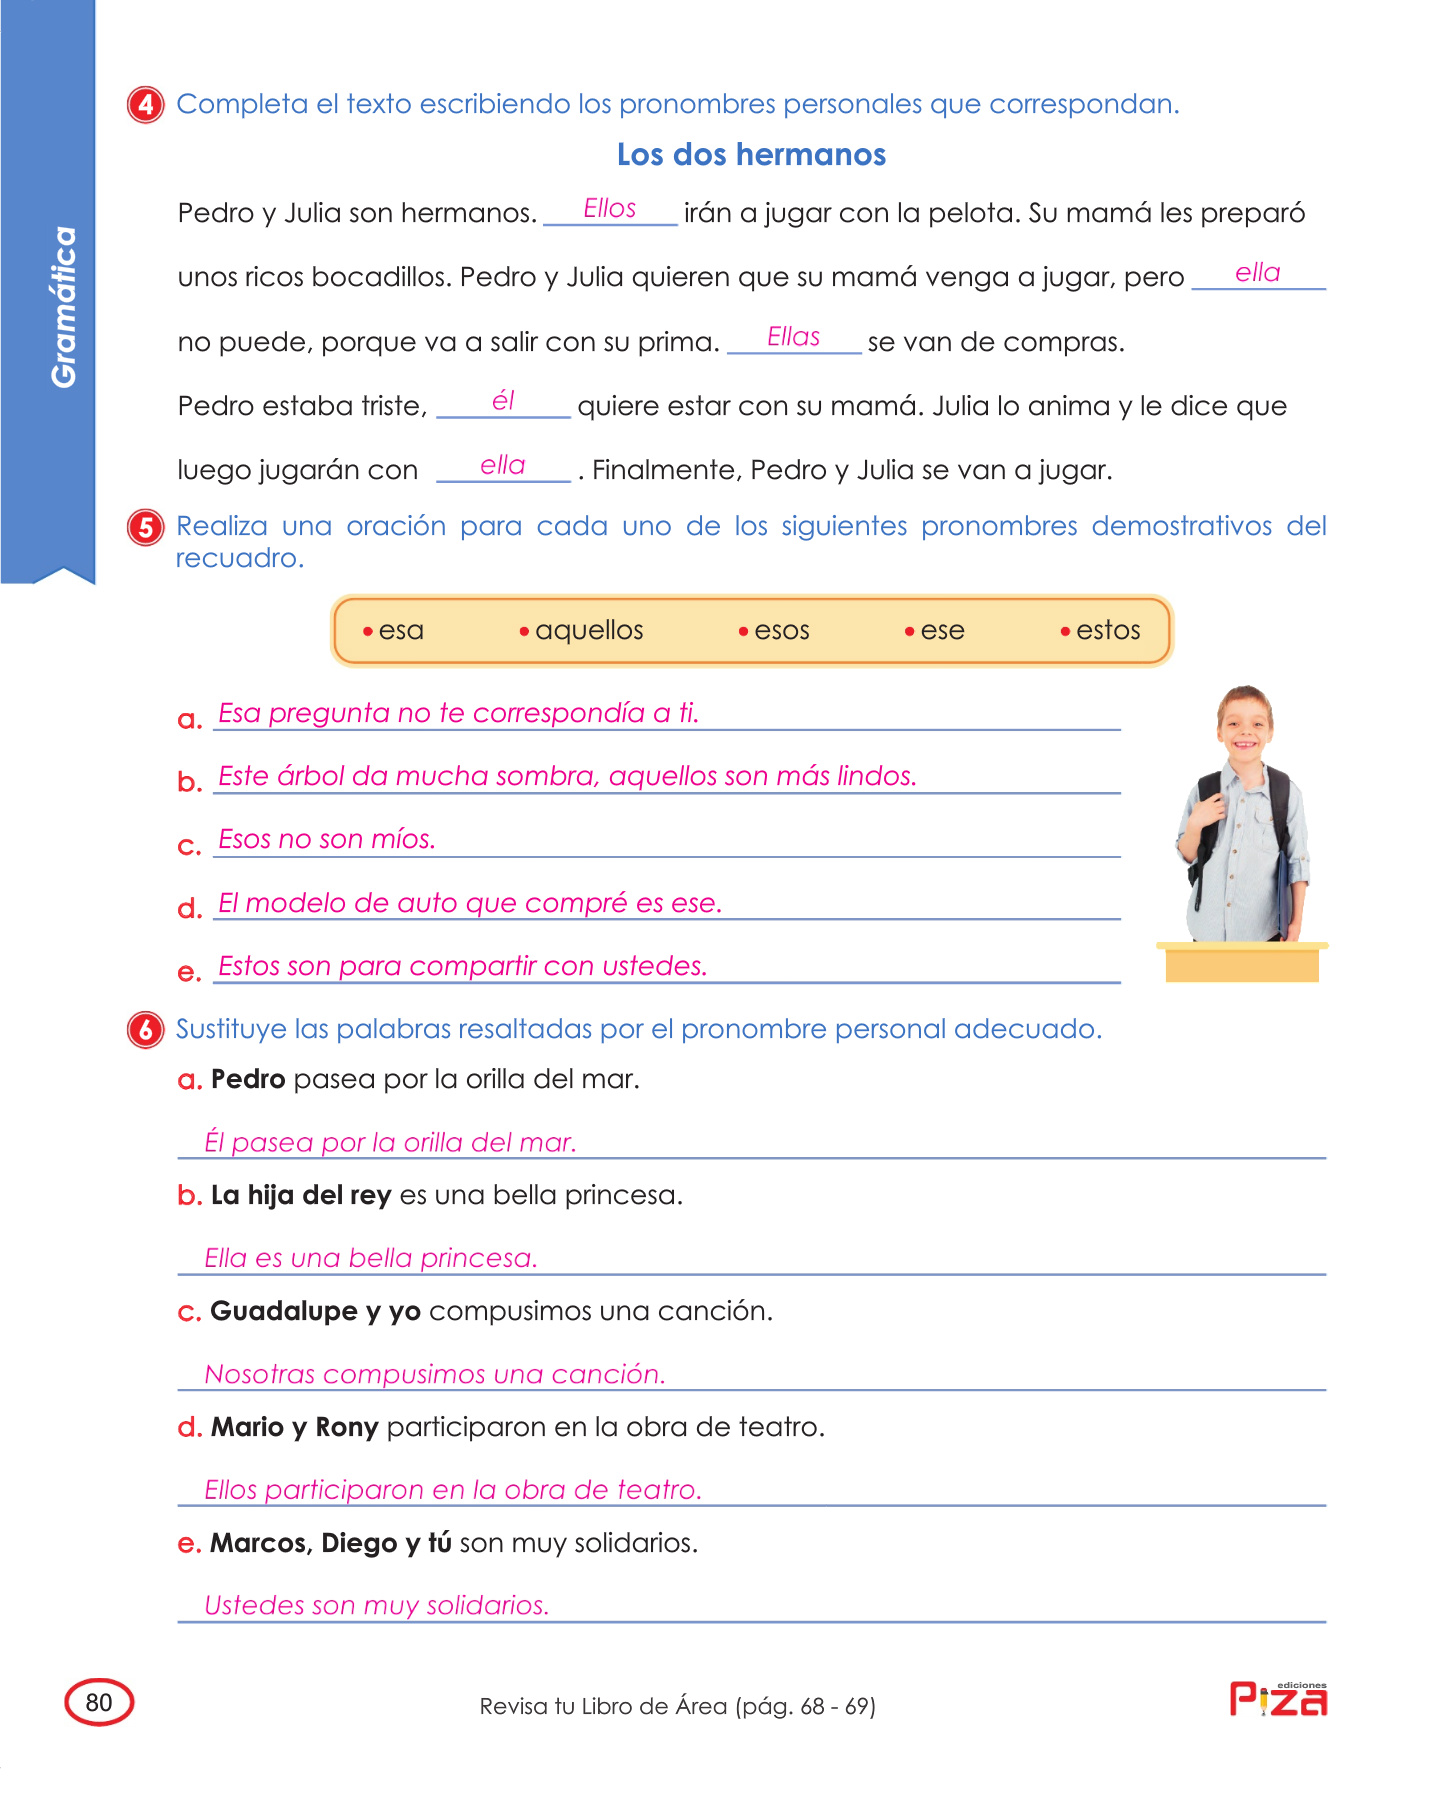 Gramática
4 Completa el texto escribiendo los pronombres personales que correspondan.
Los dos hermanos
Pedro y Julia son hermanos. Ellos irán a jugar con la pelota. Su mamá les preparó
unos ricos bocadillos. Pedro y Julia quieren que su mamá venga a jugar, pero ella
no puede, porque va a salir con su prima. Ellas se van de compras.
Pedro estaba triste, él quiere estar con su mamá. Julia lo anima y le dice que
luego jugarán con ella . Finalmente, Pedro y Julia se van a jugar.
5 Realiza una oración para cada uno de los siguientes pronombres demostrativos del
recuadro.
• esa • aquellos • esos • ese • estos
a. Esa pregunta no te correspondía a ti.
b. Este árbol da mucha sombra, aquellos son más lindos.
c. Esos no son míos.
d. El modelo de auto que compré es ese.
e. Estos son para compartir con ustedes.
6 Sustituye las palabras resaltadas por el pronombre personal adecuado.
a. Pedro pasea por la orilla del mar.
Él pasea por la orilla del mar.
b. La hija del rey es una bella princesa.
Ella es una bella princesa.
c. Guadalupe y yo compusimos una canción.
Nosotras compusimos una canción.
d. Mario y Rony participaron en la obra de teatro.
Ellos participaron en la obra de teatro.
e. Marcos, Diego y tú son muy solidarios.
Ustedes son muy solidarios.
80
Revisa tu Libro de Área (pág. 68 - 69)
ediciones
Piza